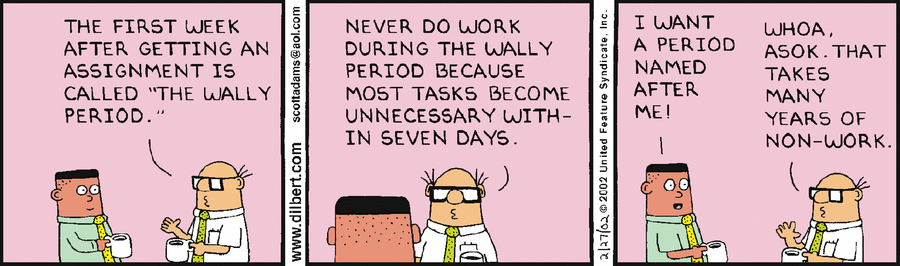 THE FIRST WEEK
AFTER GETTING AN
ASSIGNMENT IS
CALLED "THE WALLY
PERIOD."
www.dilbert.com scottadams@aol.com
NEVER DO WORK
DURING THE WALLY
PERIOD BECAUSE
MOST TASKS BECOME
UNNECESSARY WITH-
IN SEVEN DAYS.
2/27/02 © 2002 United Feature Syndicate, Inc.
I WANT
A PERIOD
NAMED
AFTER
ME!
WHOA,
ASOK. THAT
TAKES
MANY
YEARS OF
NON-WORK.